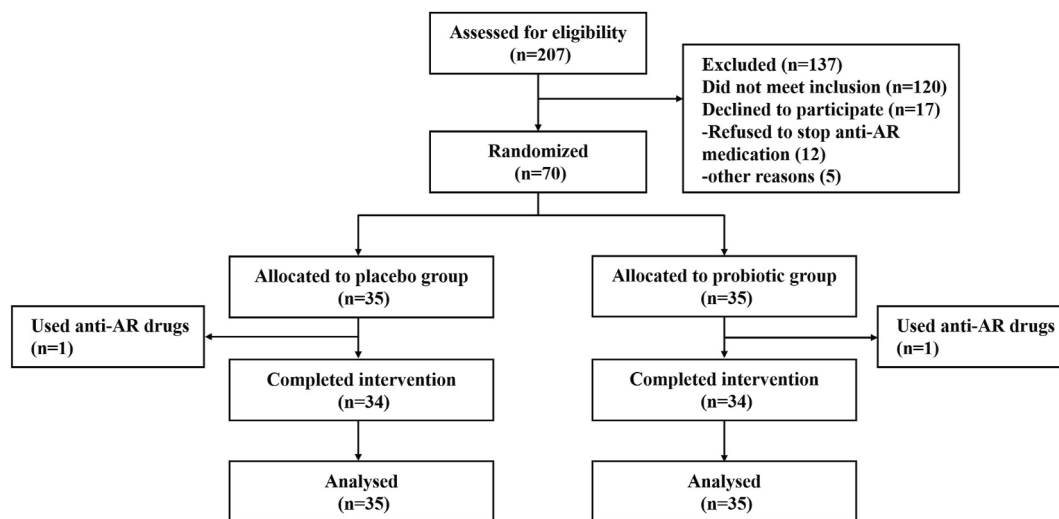 Assessed for eligibility
(n=207)
Excluded (n=137)
Did not meet inclusion (n=120)
Declined to participate (n=17)
-Refused to stop anti-AR
medication (12)
-other reasons (5)
Randomized
(n=70)
Allocated to placebo group
(n=35)
Allocated to probiotic group
(n=35)
Used anti-AR drugs
(n=1)
Used anti-AR drugs
(n=1)
Completed intervention
(n=34)
Completed intervention
(n=34)
Analysed
(n=35)
Analysed
(n=35)